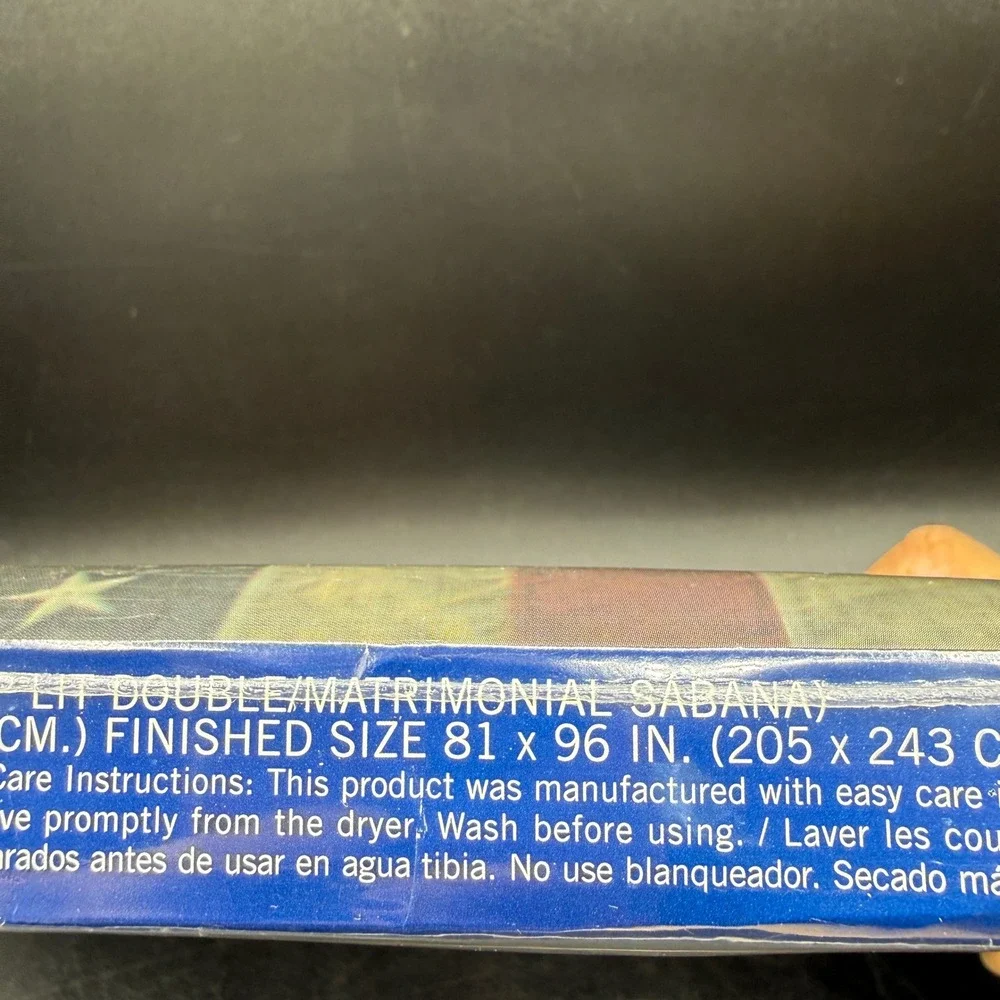 LIT DOUBLE/MATRIMONIAL SABANA)
CM.) FINISHED SIZE 81 x 96 IN. (205 x 243 C
Care Instructions: This product was manufactured with easy care
ve promptly from the dryer. Wash before using. / Laver les cou
arados antes de usar en agua tibia. No use blanqueador. Secado má